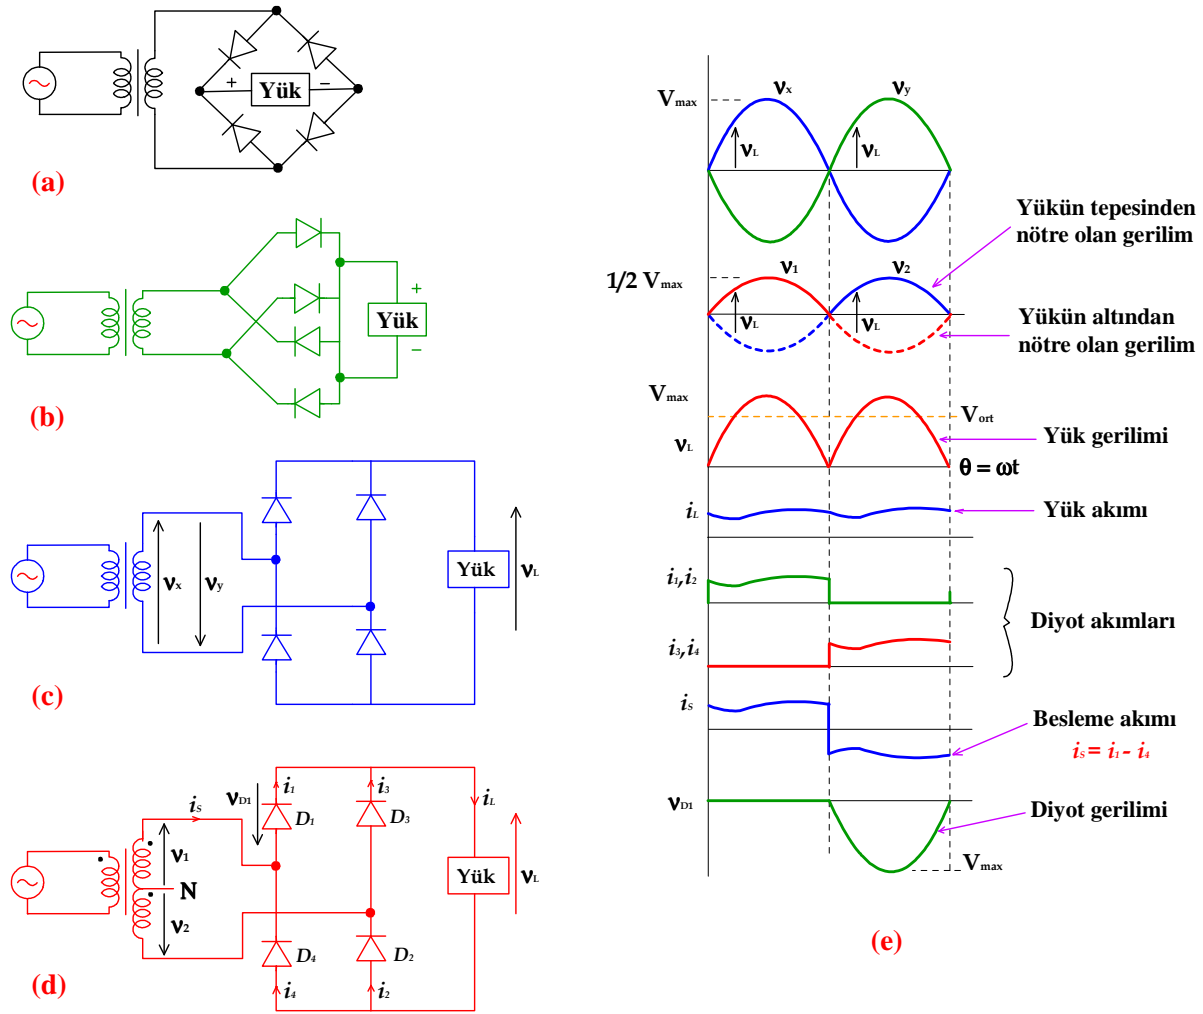 +
Yük
−
(a)
+
Yük
−
(b)
νx
νy
Yük
νL
(c)
νD1
i1
i3
iL
iS
D1
D3
ν1
N
ν2
Yük
νL
D4
D2
i4
i2
(d)
Vmax
νx
νy
νL
νL
Yükün tepesinden
nötre olan gerilim
1/2 Vmax
ν1
ν2
νL
νL
Yükün altından
nötre olan gerilim
Vmax
Vort
νL
Yük gerilimi
θ = ωt
iL
Yük akımı
i1,i2
Diyot akımları
i3,i4
iS
Besleme akımı
iS = i1 - i4
νD1
Diyot gerilimi
Vmax
(e)